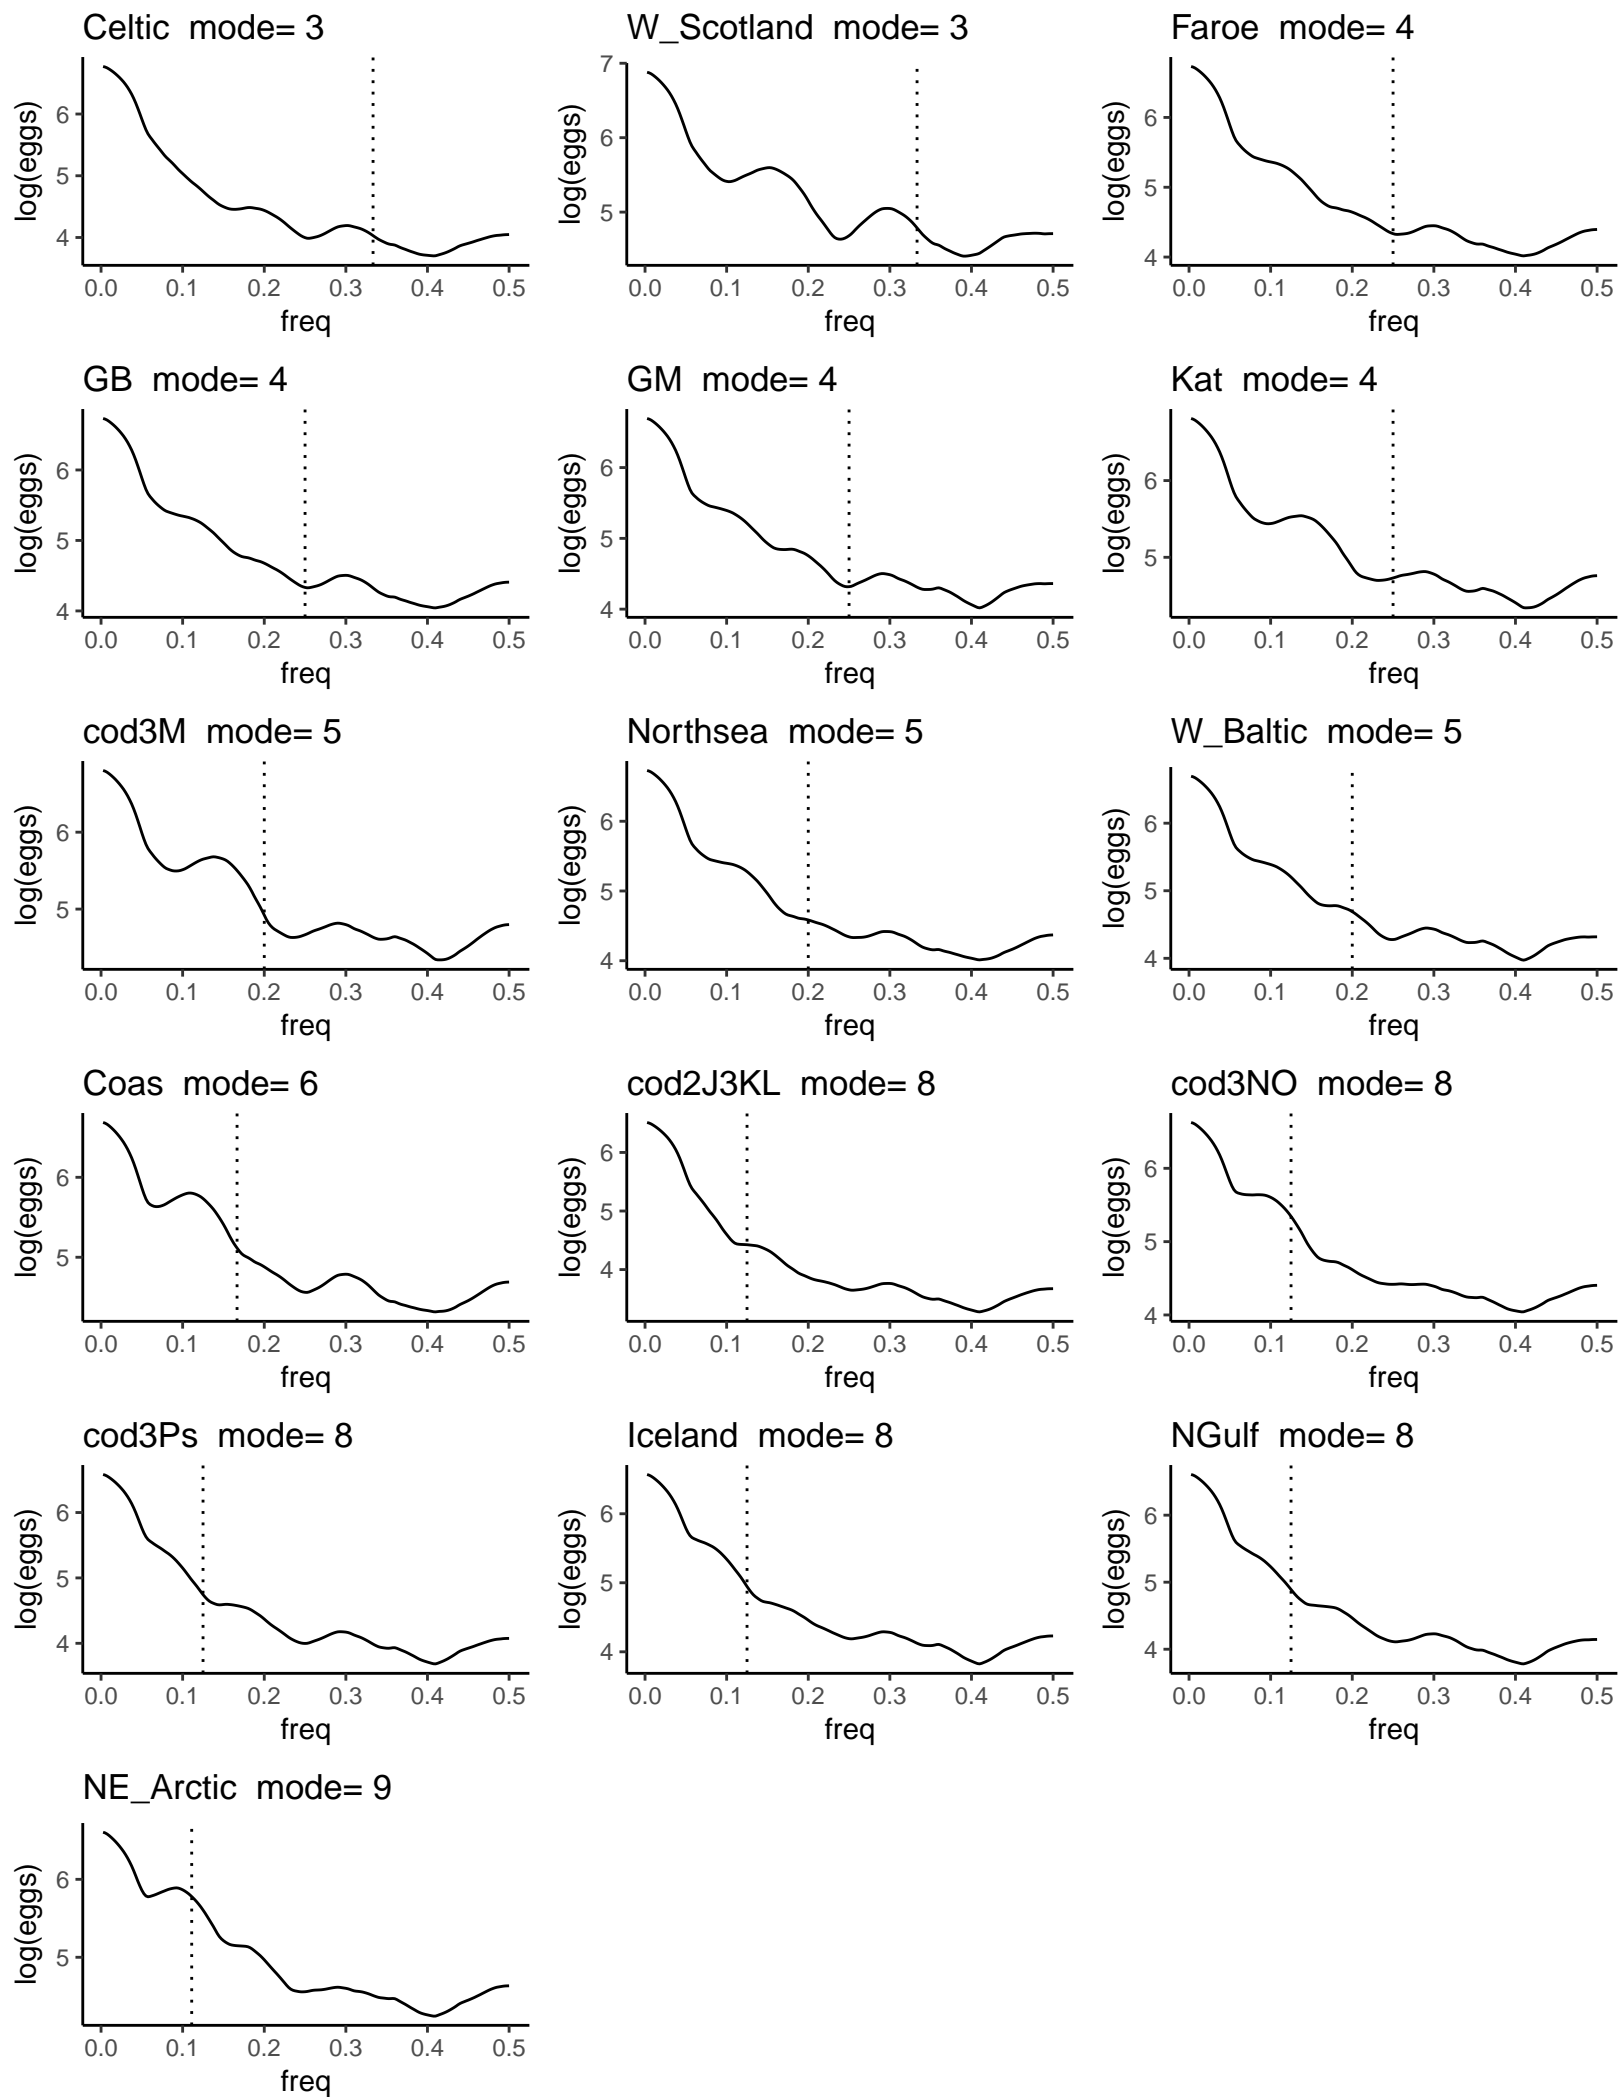 Celtic  mode= 3
log(eggs)
6
5
4
0.0 0.1 0.2 0.3 0.4 0.5
freq
W_Scotland  mode= 3
log(eggs)
7
6
5
0.0 0.1 0.2 0.3 0.4 0.5
freq
Faroe  mode= 4
log(eggs)
6
5
4
0.0 0.1 0.2 0.3 0.4 0.5
freq
GB  mode= 4
log(eggs)
6
5
4
0.0 0.1 0.2 0.3 0.4 0.5
freq
GM  mode= 4
log(eggs)
6
5
4
0.0 0.1 0.2 0.3 0.4 0.5
freq
Kat  mode= 4
log(eggs)
6
5
0.0 0.1 0.2 0.3 0.4 0.5
freq
cod3M  mode= 5
log(eggs)
6
5
0.0 0.1 0.2 0.3 0.4 0.5
freq
Northsea  mode= 5
log(eggs)
6
5
4
0.0 0.1 0.2 0.3 0.4 0.5
freq
W_Baltic  mode= 5
log(eggs)
6
5
4
0.0 0.1 0.2 0.3 0.4 0.5
freq
Coas  mode= 6
log(eggs)
6
5
0.0 0.1 0.2 0.3 0.4 0.5
freq
cod2J3KL  mode= 8
log(eggs)
6
5
4
0.0 0.1 0.2 0.3 0.4 0.5
freq
cod3NO  mode= 8
log(eggs)
6
5
4
0.0 0.1 0.2 0.3 0.4 0.5
freq
cod3Ps  mode= 8
log(eggs)
6
5
4
0.0 0.1 0.2 0.3 0.4 0.5
freq
Iceland  mode= 8
log(eggs)
6
5
4
0.0 0.1 0.2 0.3 0.4 0.5
freq
NGulf  mode= 8
log(eggs)
6
5
4
0.0 0.1 0.2 0.3 0.4 0.5
freq
NE_Arctic  mode= 9
log(eggs)
6
5
0.0 0.1 0.2 0.3 0.4 0.5
freq